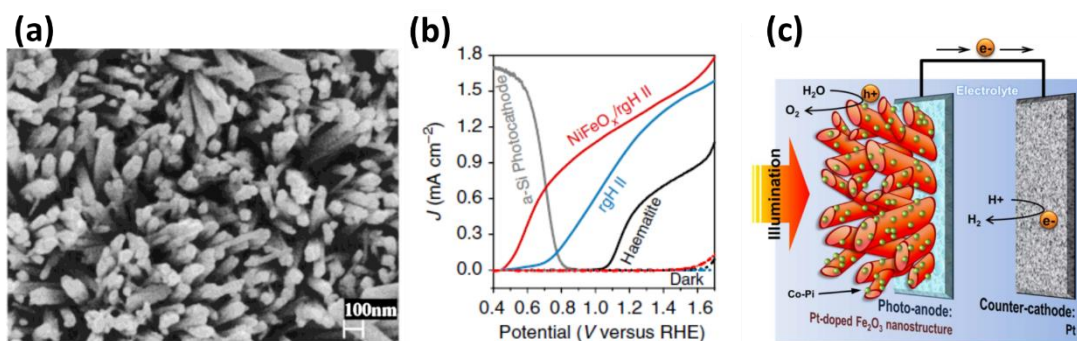 (a)
100nm
(b)
J (mA cm⁻²)
1.8
1.5
1.2
0.9
0.6
0.3
0.0
a-Si Photocathode
NiFeOₓ/rgH II
rgH II
Haematite
Dark
0.4 0.6 0.8 1.0 1.2 1.4 1.6
Potential (V versus RHE)
(c)
e-
Electrolyte
H₂O
h+
O₂
Illumination
H+
H₂
e-
Co-Pi
Photo-anode:
Pt-doped Fe₂O₃ nanostructure
Counter-cathode:
Pt